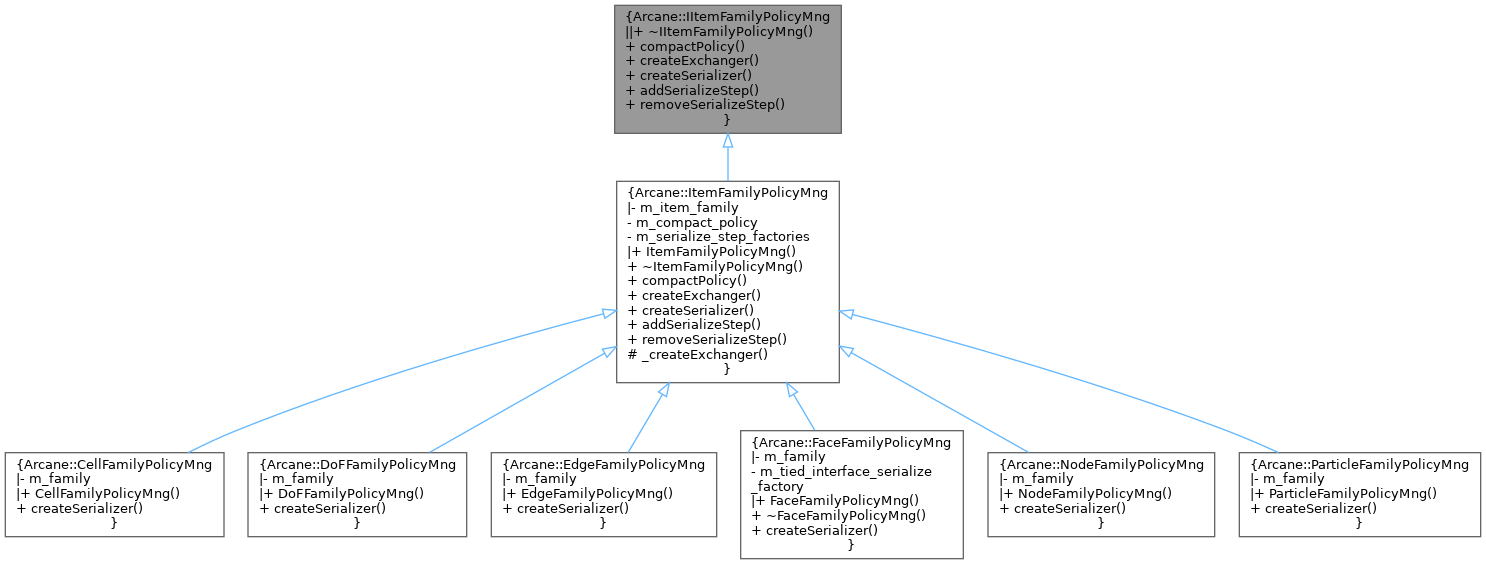 {Arcane::IItemFamilyPolicyMng
||+ ~IItemFamilyPolicyMng()
+ compactPolicy()
+ createExchanger()
+ createSerializer()
+ addSerializeStep()
+ removeSerializeStep()
}
{Arcane::ItemFamilyPolicyMng
|- m_item_family
- m_compact_policy
- m_serialize_step_factories
|+ ItemFamilyPolicyMng()
+ ~ItemFamilyPolicyMng()
+ compactPolicy()
+ createExchanger()
+ createSerializer()
+ addSerializeStep()
+ removeSerializeStep()
# _createExchanger()
}
{Arcane::CellFamilyPolicyMng
|- m_family
|+ CellFamilyPolicyMng()
+ createSerializer()
}
{Arcane::DoFFamilyPolicyMng
|- m_family
|+ DoFFamilyPolicyMng()
+ createSerializer()
}
{Arcane::EdgeFamilyPolicyMng
|- m_family
|+ EdgeFamilyPolicyMng()
+ createSerializer()
}
{Arcane::FaceFamilyPolicyMng
|- m_family
- m_tied_interface_serialize
_factory
|+ FaceFamilyPolicyMng()
+ ~FaceFamilyPolicyMng()
+ createSerializer()
}
{Arcane::NodeFamilyPolicyMng
|- m_family
|+ NodeFamilyPolicyMng()
+ createSerializer()
}
{Arcane::ParticleFamilyPolicyMng
|- m_family
|+ ParticleFamilyPolicyMng()
+ createSerializer()
}